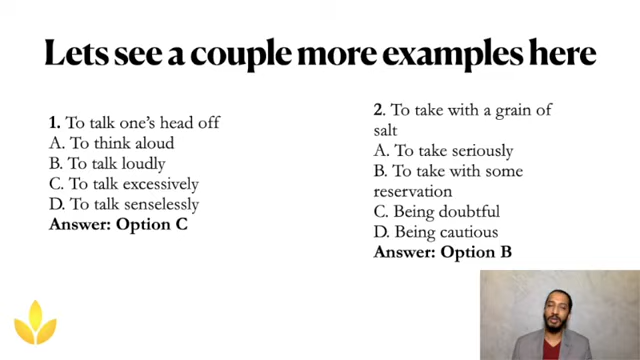 Lets see a couple more examples here
1. To talk one's head off
A. To think aloud
B. To talk loudly
C. To talk excessively
D. To talk senselessly
Answer: Option C
2. To take with a grain of
salt
A. To take seriously
B. To take with some
reservation
C. Being doubtful
D. Being cautious
Answer: Option B